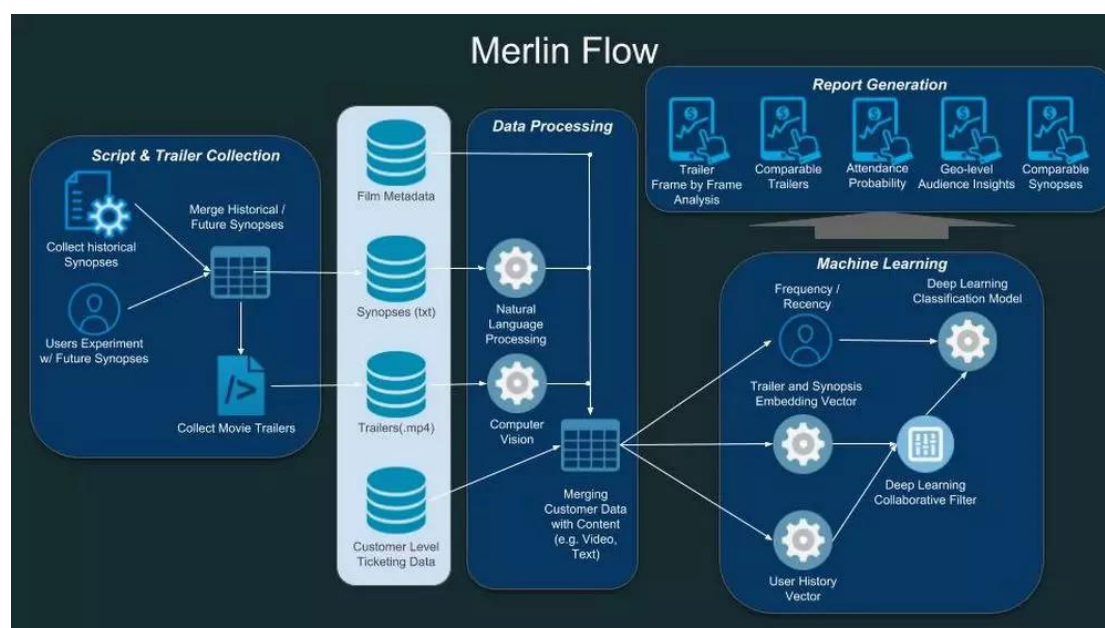 Merlin Flow
Script & Trailer Collection
Collect historical
Synopses
Users Experiment
w/ Future Synopses
Merge Historical /
Future Synopses
Collect Movie Trailers
Film Metadata
Synopses (txt)
Trailers(.mp4)
Customer Level
Ticketing Data
Data Processing
Natural
Language
Processing
Computer
Vision
Merging
Customer Data
with Content
(e.g. Video,
Text)
Report Generation
Trailer
Frame by Frame
Analysis
Comparable
Trailers
Attendance
Probability
Geo-level
Audience Insights
Comparable
Synopses
Machine Learning
Frequency /
Recency
Deep Learning
Classification Model
Trailer and Synopsis
Embedding Vector
Deep Learning
Collaborative Filter
User History
Vector